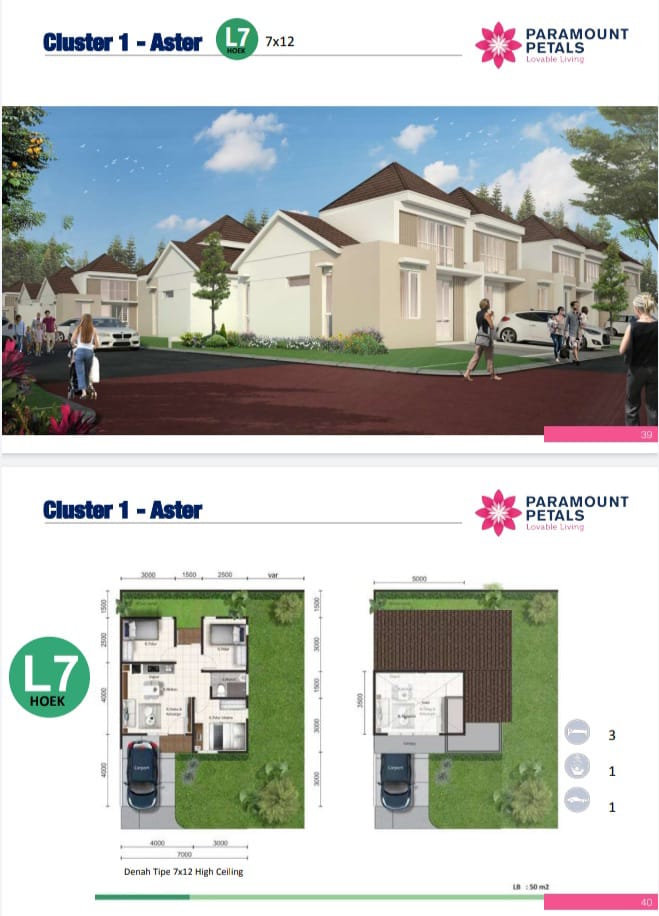 Cluster 1 - Aster
L7
HOEK
7x12
PARAMOUNT
PETALS
Lovable Living
39
Cluster 1 - Aster
PARAMOUNT
PETALS
Lovable Living
L7
HOEK
3000 1500 2500 var
1500
2500
4000
4000
1500
3000
1500
3000
3000
Carport
4000 3000
7000
Denah Tipe 7x12 High Ceiling
5000
3500
Carport
3
1
1
LB : 50 m2
40